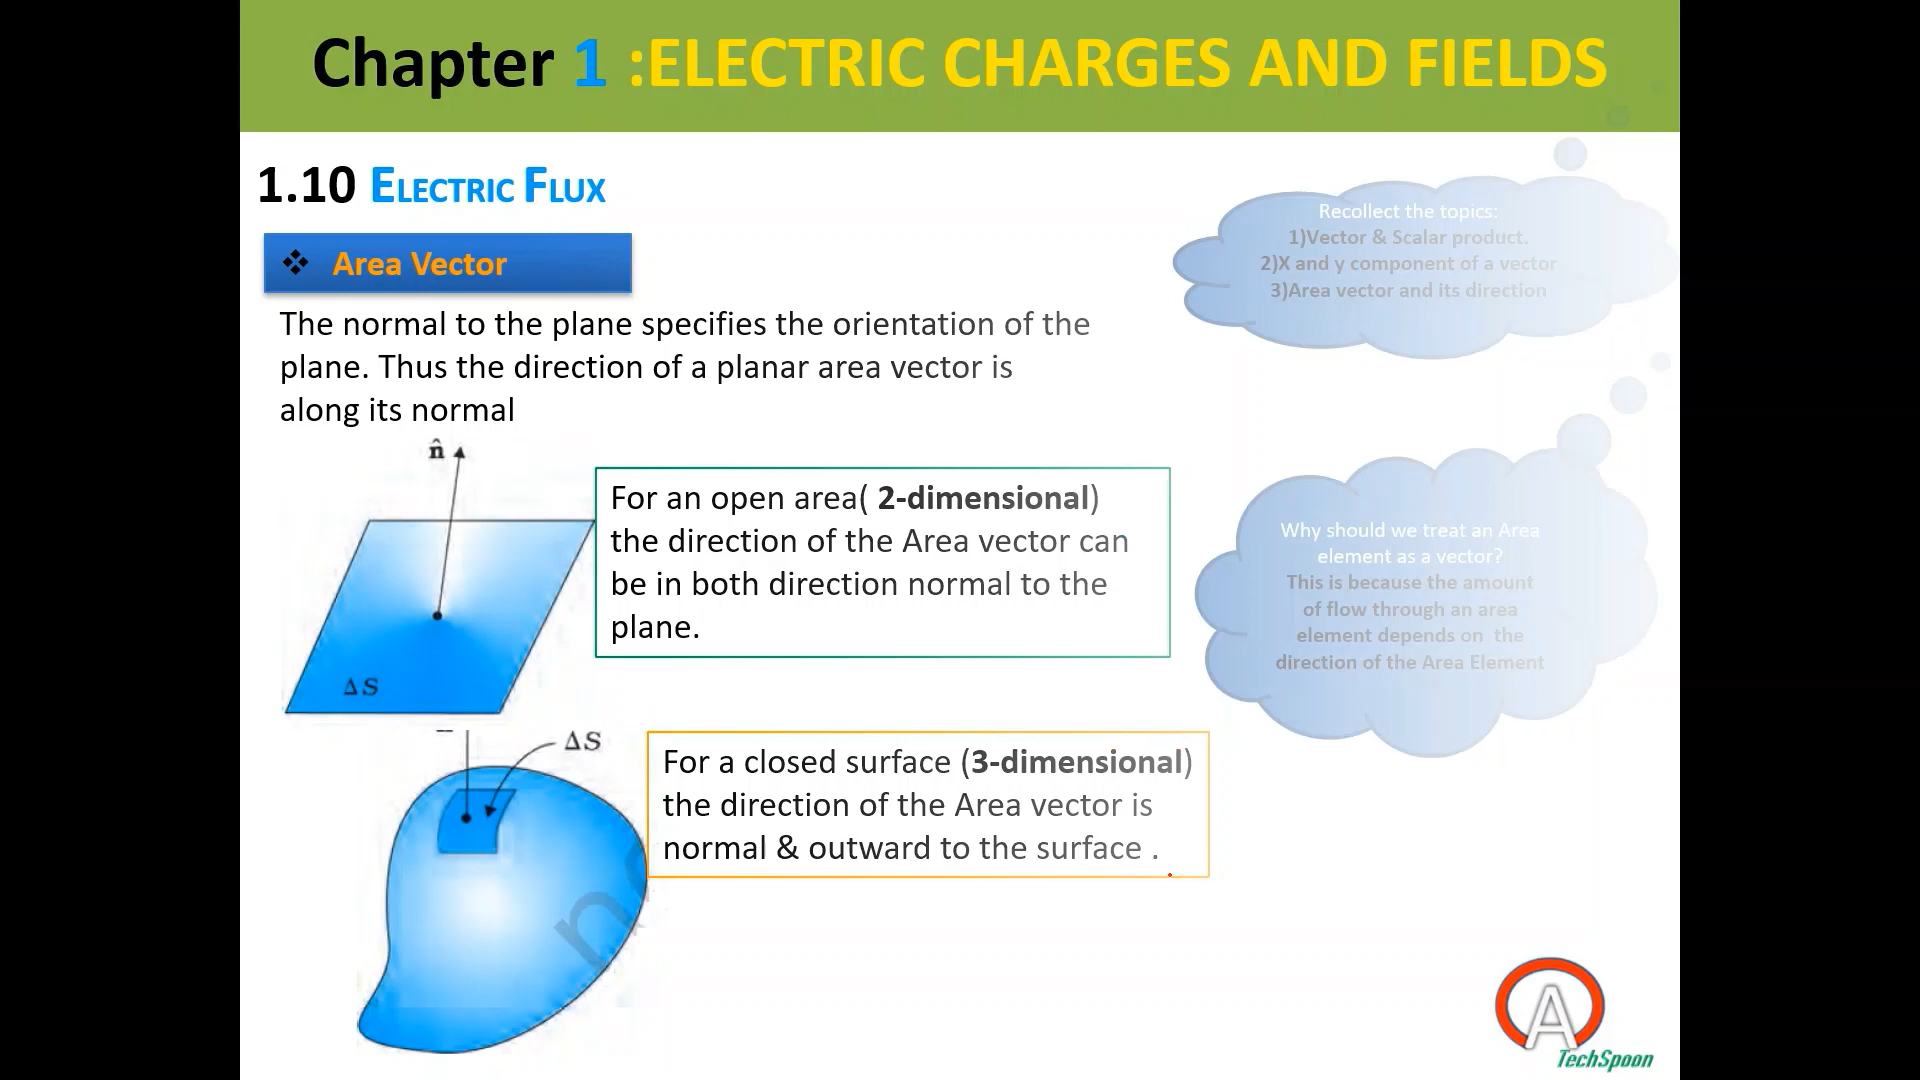 Chapter 1 :ELECTRIC CHARGES AND FIELDS
1.10 ELECTRIC FLUX
❖ Area Vector
The normal to the plane specifies the orientation of the
plane. Thus the direction of a planar area vector is
along its normal
n̂
ΔS
For an open area( 2-dimensional)
the direction of the Area vector can
be in both direction normal to the
plane.
ΔS
For a closed surface (3-dimensional)
the direction of the Area vector is
normal & outward to the surface .
Recollect the topics:
1)Vector & Scalar product.
2)X and y component of a vector
3)Area vector and its direction
Why should we treat an Area
element as a vector?
This is because the amount
of flow through an area
element depends on the
direction of the Area Element
A
TechSpoon